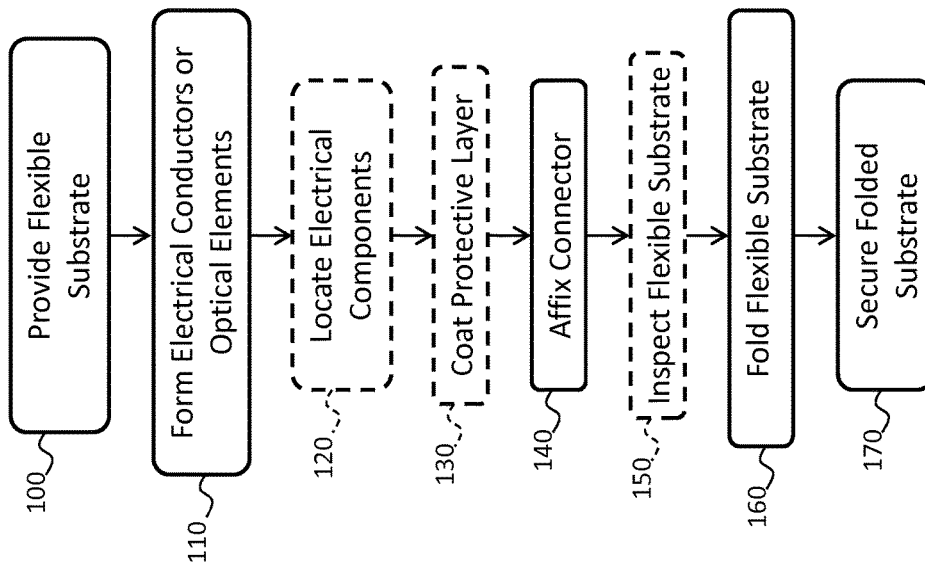 Provide Flexible
Substrate
100
Form Electrical Conductors or
Optical Elements
110
Locate Electrical
Components
120
Coat Protective Layer
130
Affix Connector
140
Inspect Flexible Substrate
150
Fold Flexible Substrate
160
Secure Folded
Substrate
170